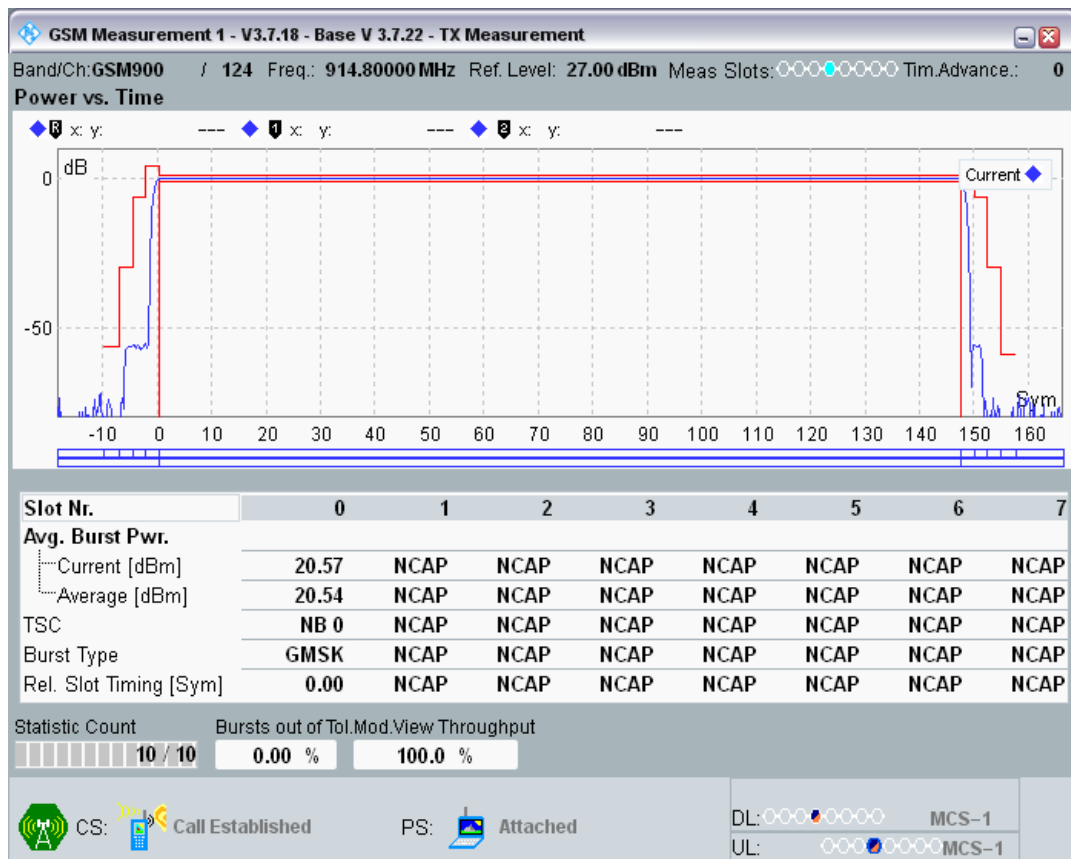 GSM Measurement 1 - V3.7.18 - Base V 3.7.22 - TX Measurement
Band/Ch: GSM900 / 124 Freq.: 914.80000 MHz Ref. Level: 27.00 dBm Meas Slots: Tim.Advance.: 0
Power vs. Time
R x: y: --- 1 x: y: --- 2 x: y: ---
dB
Current
0
-50
Sym
-10 0 10 20 30 40 50 60 70 80 90 100 110 120 130 140 150 160
Slot Nr. 0 1 2 3 4 5 6 7
Avg. Burst Pwr.
Current [dBm] 20.57 NCAP NCAP NCAP NCAP NCAP NCAP NCAP
Average [dBm] 20.54 NCAP NCAP NCAP NCAP NCAP NCAP NCAP
TSC NB 0 NCAP NCAP NCAP NCAP NCAP NCAP NCAP
Burst Type GMSK NCAP NCAP NCAP NCAP NCAP NCAP NCAP
Rel. Slot Timing [Sym] 0.00 NCAP NCAP NCAP NCAP NCAP NCAP NCAP
Statistic Count Bursts out of Tol. Mod.View Throughput
10 / 10 0.00 % 100.0 %
CS: Call Established PS: Attached
DL: MCS-1
UL: MCS-1